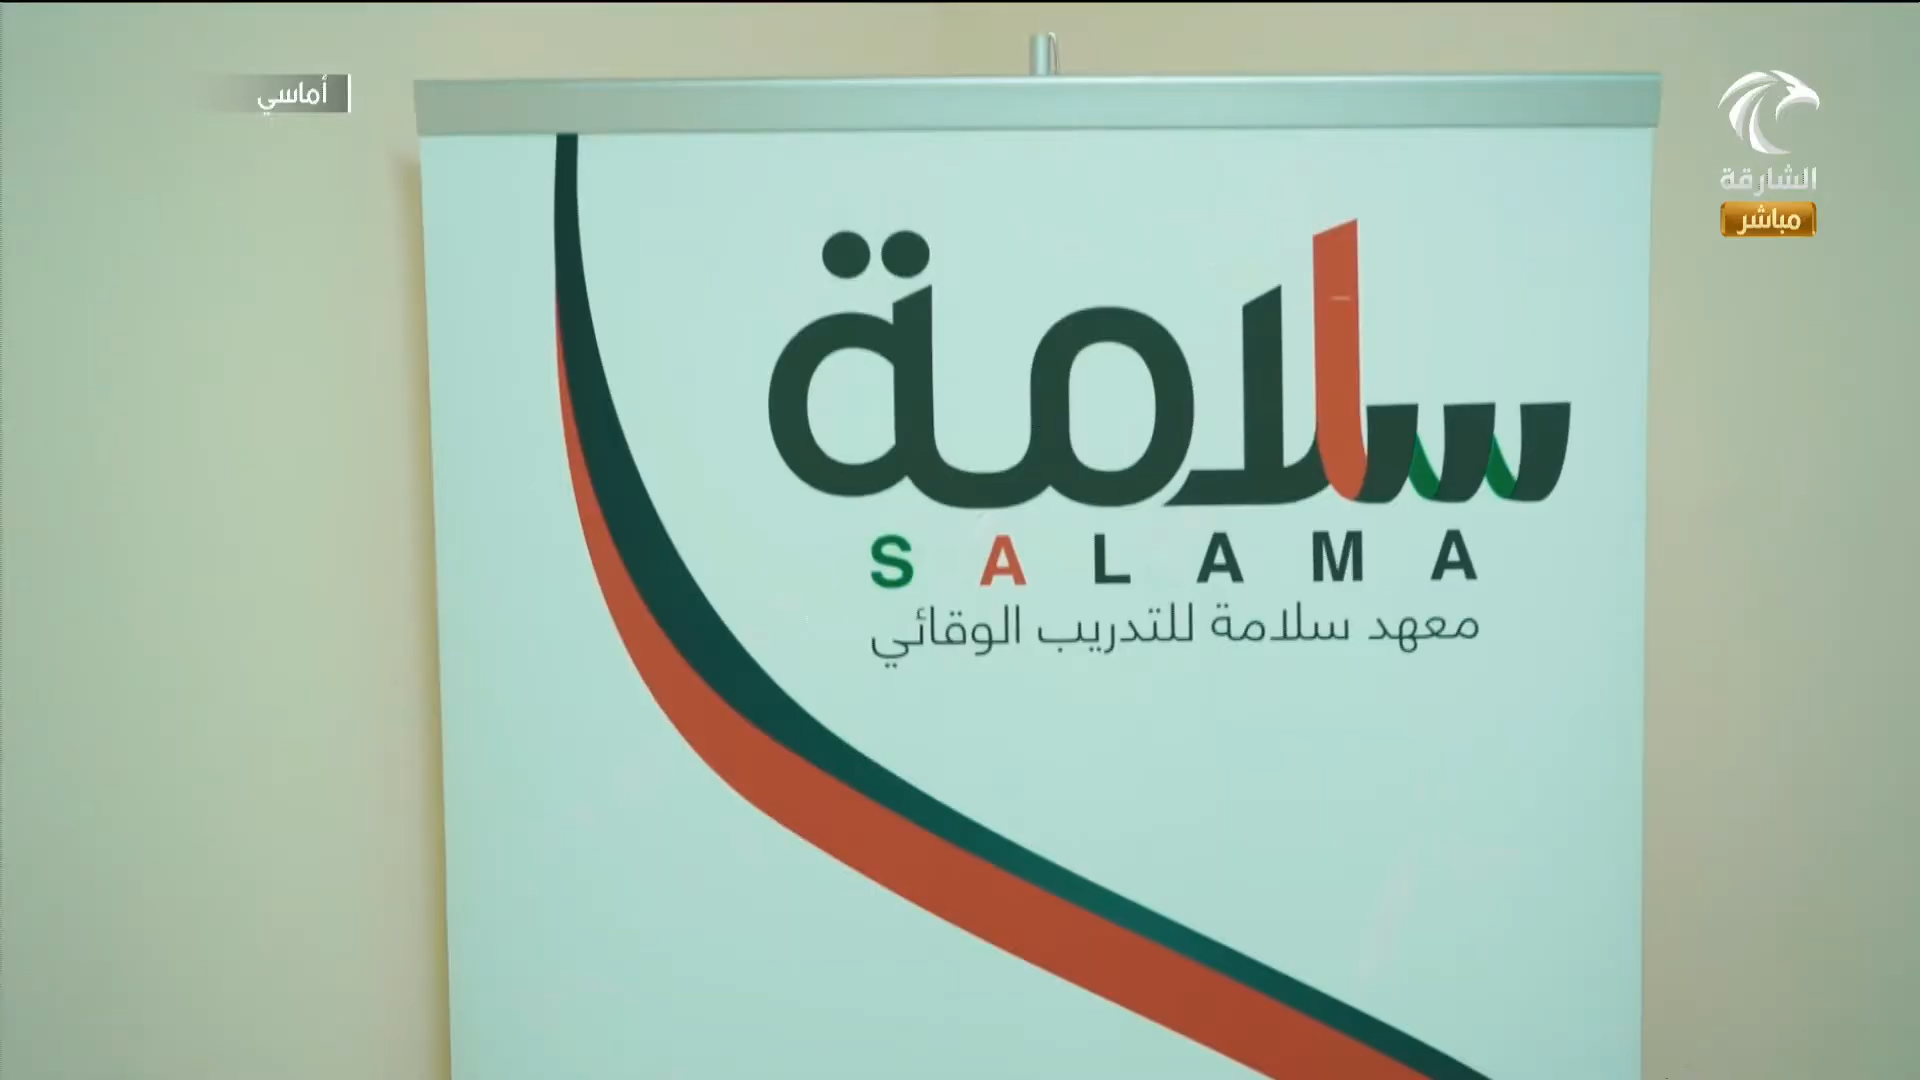 أماسي
الشارقة
مباشر
سلامة
SALAMA
معهد سلامة للتدريب الوقائي